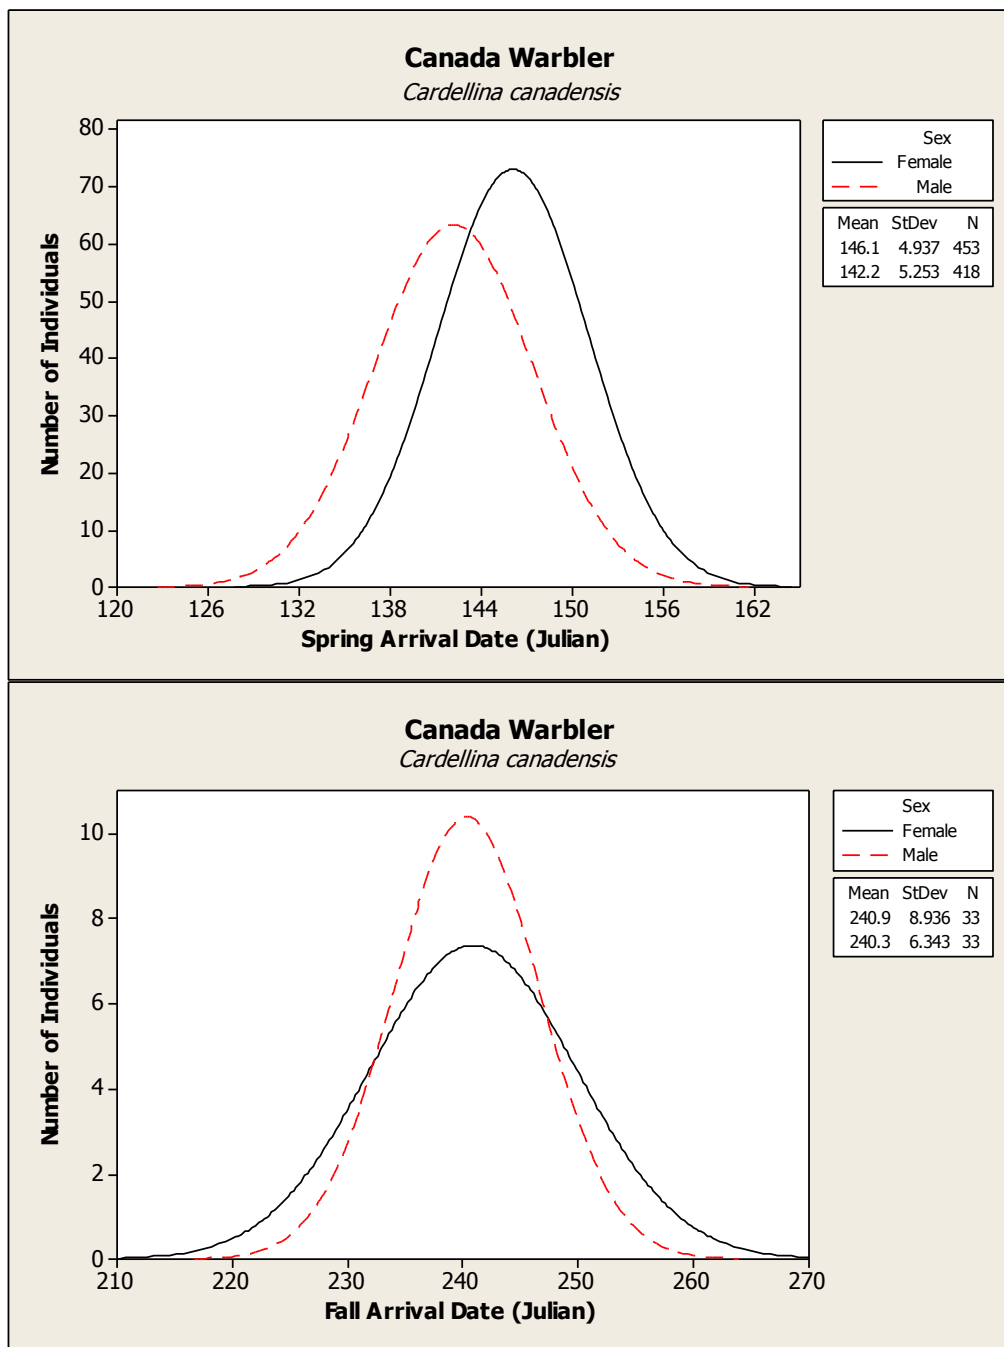 Canada Warbler
Cardellina canadensis
80
70
60
50
40
30
20
10
0
Number of Individuals
120 126 132 138 144 150 156 162
Spring Arrival Date (Julian)
Sex
Female
Male
Mean StDev N
146.1 4.937 453
142.2 5.253 418
Canada Warbler
Cardellina canadensis
10
8
6
4
2
0
Number of Individuals
210 220 230 240 250 260 270
Fall Arrival Date (Julian)
Sex
Female
Male
Mean StDev N
240.9 8.936 33
240.3 6.343 33